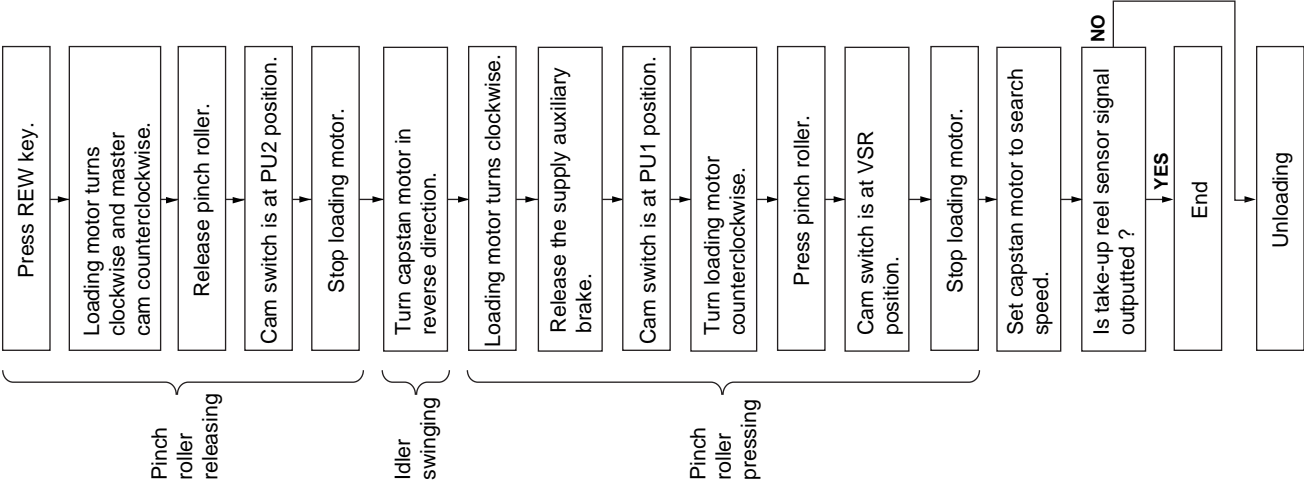 Press REW key.
Loading motor turns
clockwise and master
cam counterclockwise.
Release pinch roller.
Cam switch is at PU2 position.
Stop loading motor.
Pinch
roller
releasing
Turn capstan motor in
reverse direction.
Idler
swinging
Loading motor turns clockwise.
Release the supply auxiliary
brake.
Cam switch is at PU1 position.
Turn loading motor
counterclockwise.
Press pinch roller.
Cam switch is at VSR
position.
Stop loading motor.
Pinch
roller
pressing
Set capstan motor to search
speed.
Is take-up reel sensor signal
outputted ?
NO
YES
End
Unloading